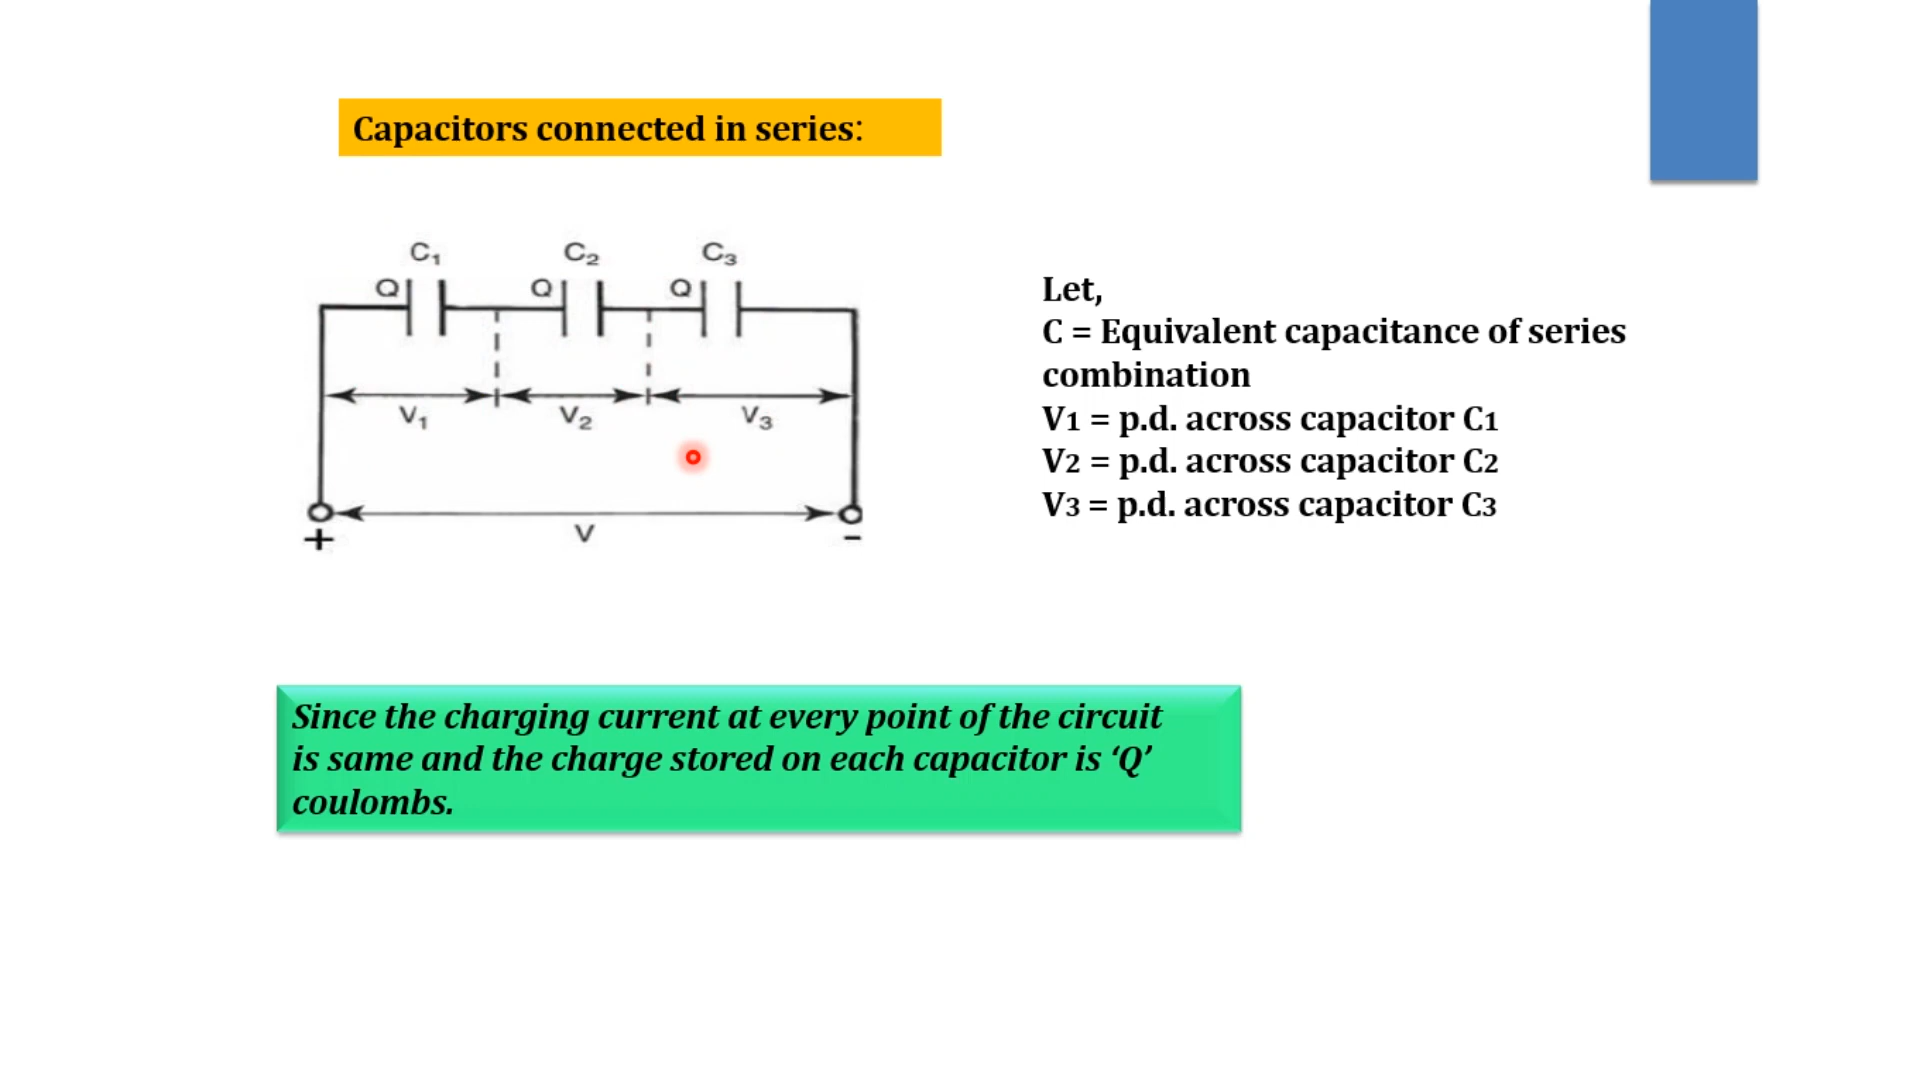 Capacitors connected in series:
C₁ C₂ C₃
Q Q Q
V₁ V₂ V₃
V
+ -
Let,
C = Equivalent capacitance of series
combination
V1 = p.d. across capacitor C1
V2 = p.d. across capacitor C2
V3 = p.d. across capacitor C3
Since the charging current at every point of the circuit
is same and the charge stored on each capacitor is ‘Q’
coulombs.